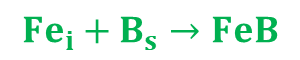 Feᵢ + Bₛ → FeB